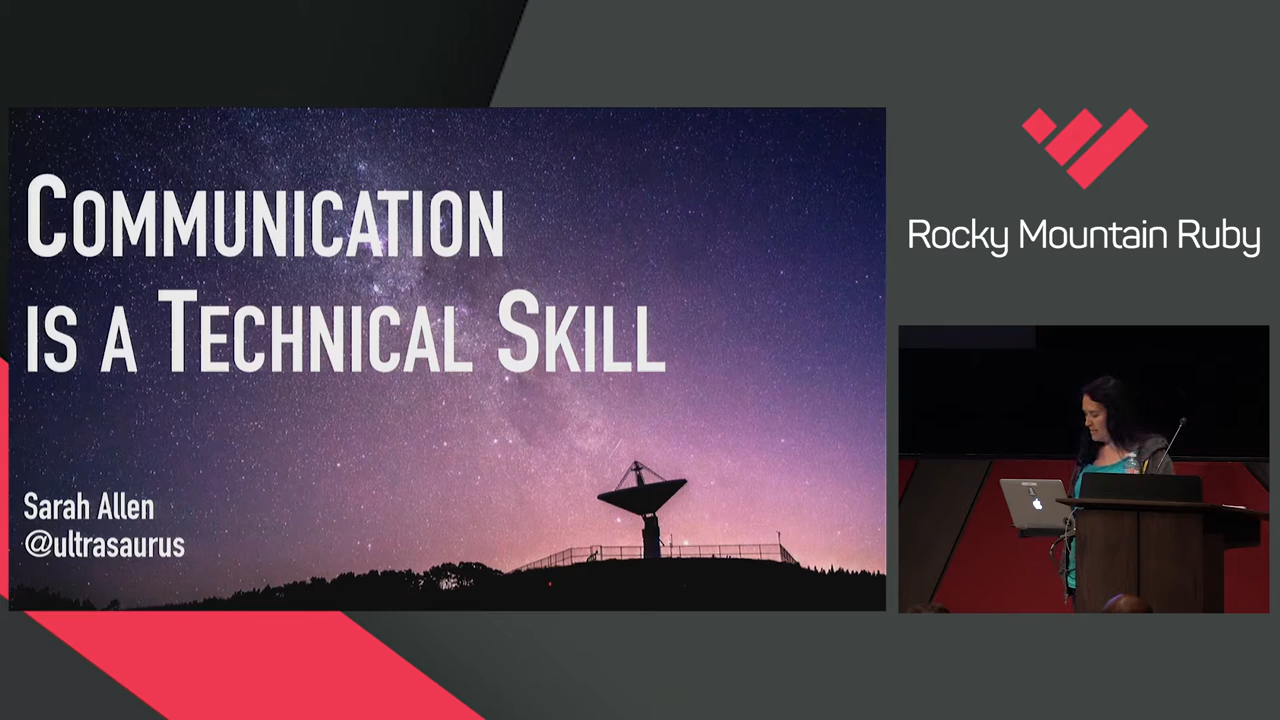 Communication
is a Technical Skill
Sarah Allen
@ultrasaurus
Rocky Mountain Ruby